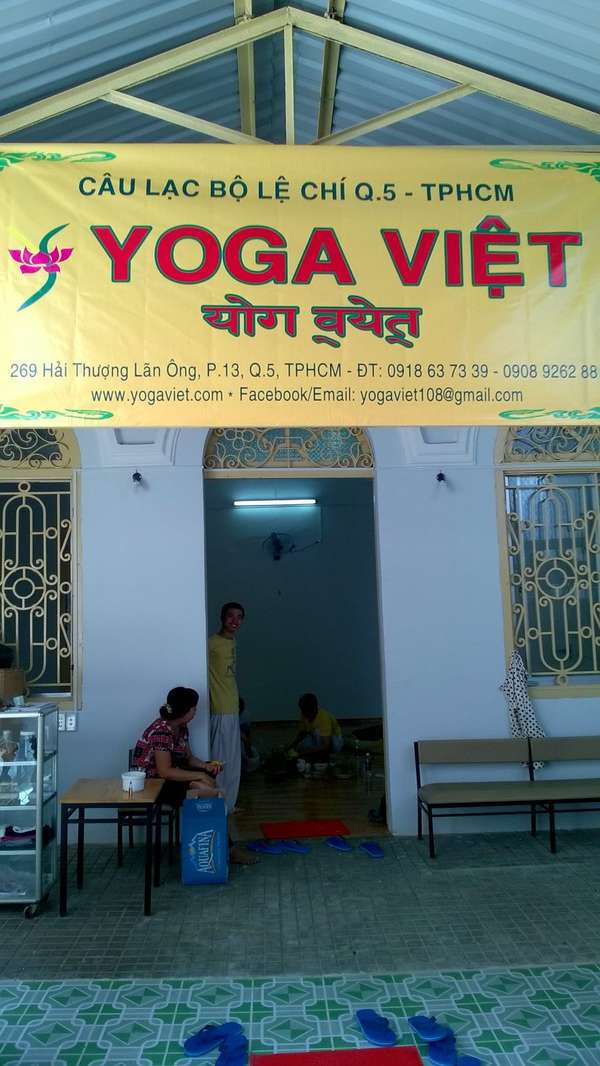 CÂU LẠC BỘ LỆ CHÍ Q.5 - TPHCM
YOGA VIỆT
योग व्येत्
269 Hải Thượng Lãn Ông, P.13, Q.5, TPHCM - ĐT: 0918 63 73 39 - 0908 9262 88
www.yogaviet.com * Facebook/Email: yogaviet108@gmail.com
AQUAFINA